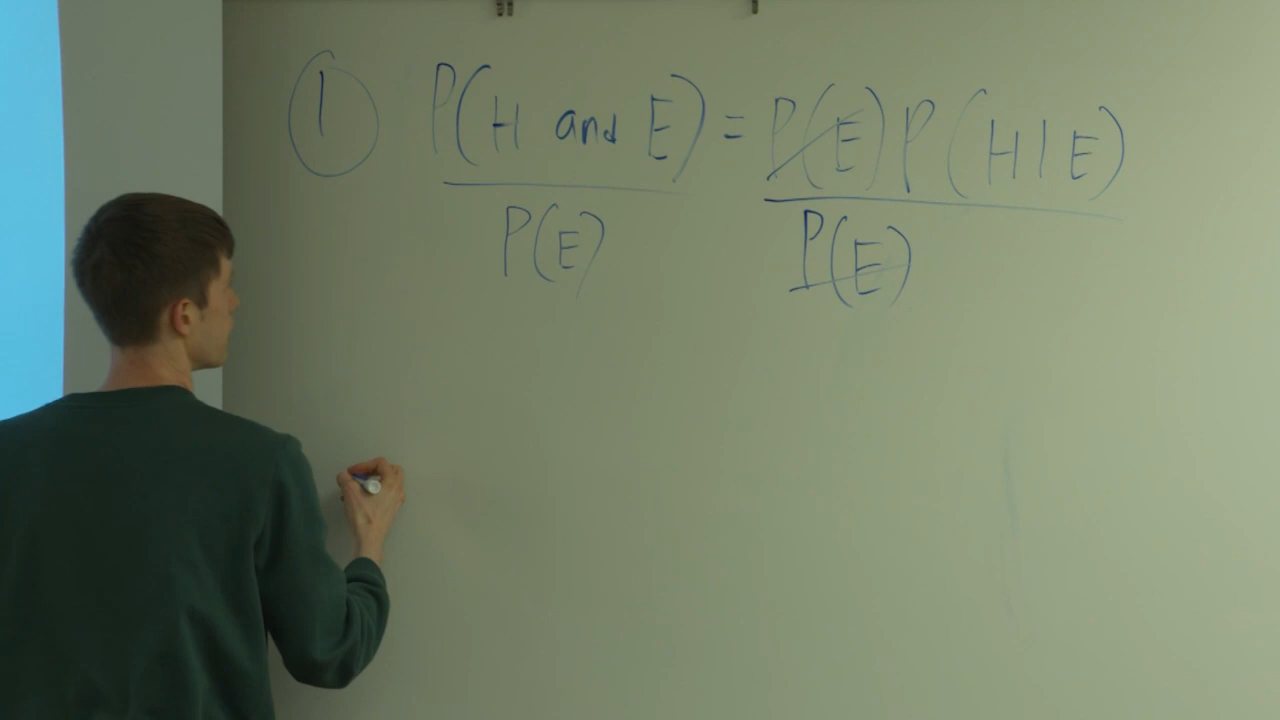 ① P(H and E) = P(E) P(H|E)
P(E) P(E)